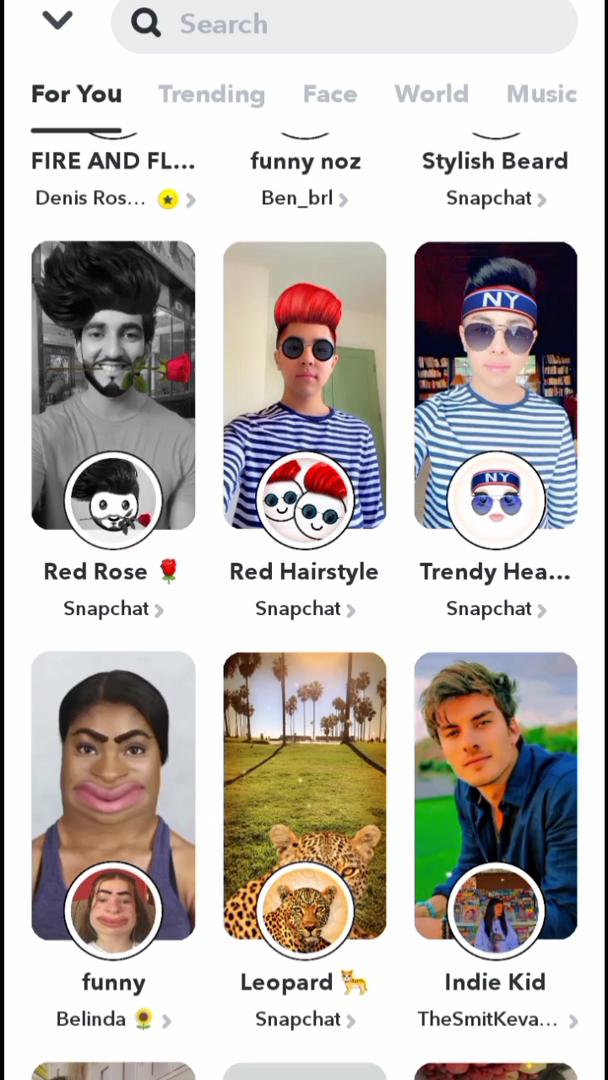 Search
For You Trending Face World Music
FIRE AND FL... funny noz Stylish Beard
Denis Ros... Ben_brl Snapchat
NY
NY
Red Rose 🌹 Red Hairstyle Trendy Hea...
Snapchat Snapchat Snapchat
funny Leopard 🐆 Indie Kid
Belinda 🌻 Snapchat TheSmitKeva...